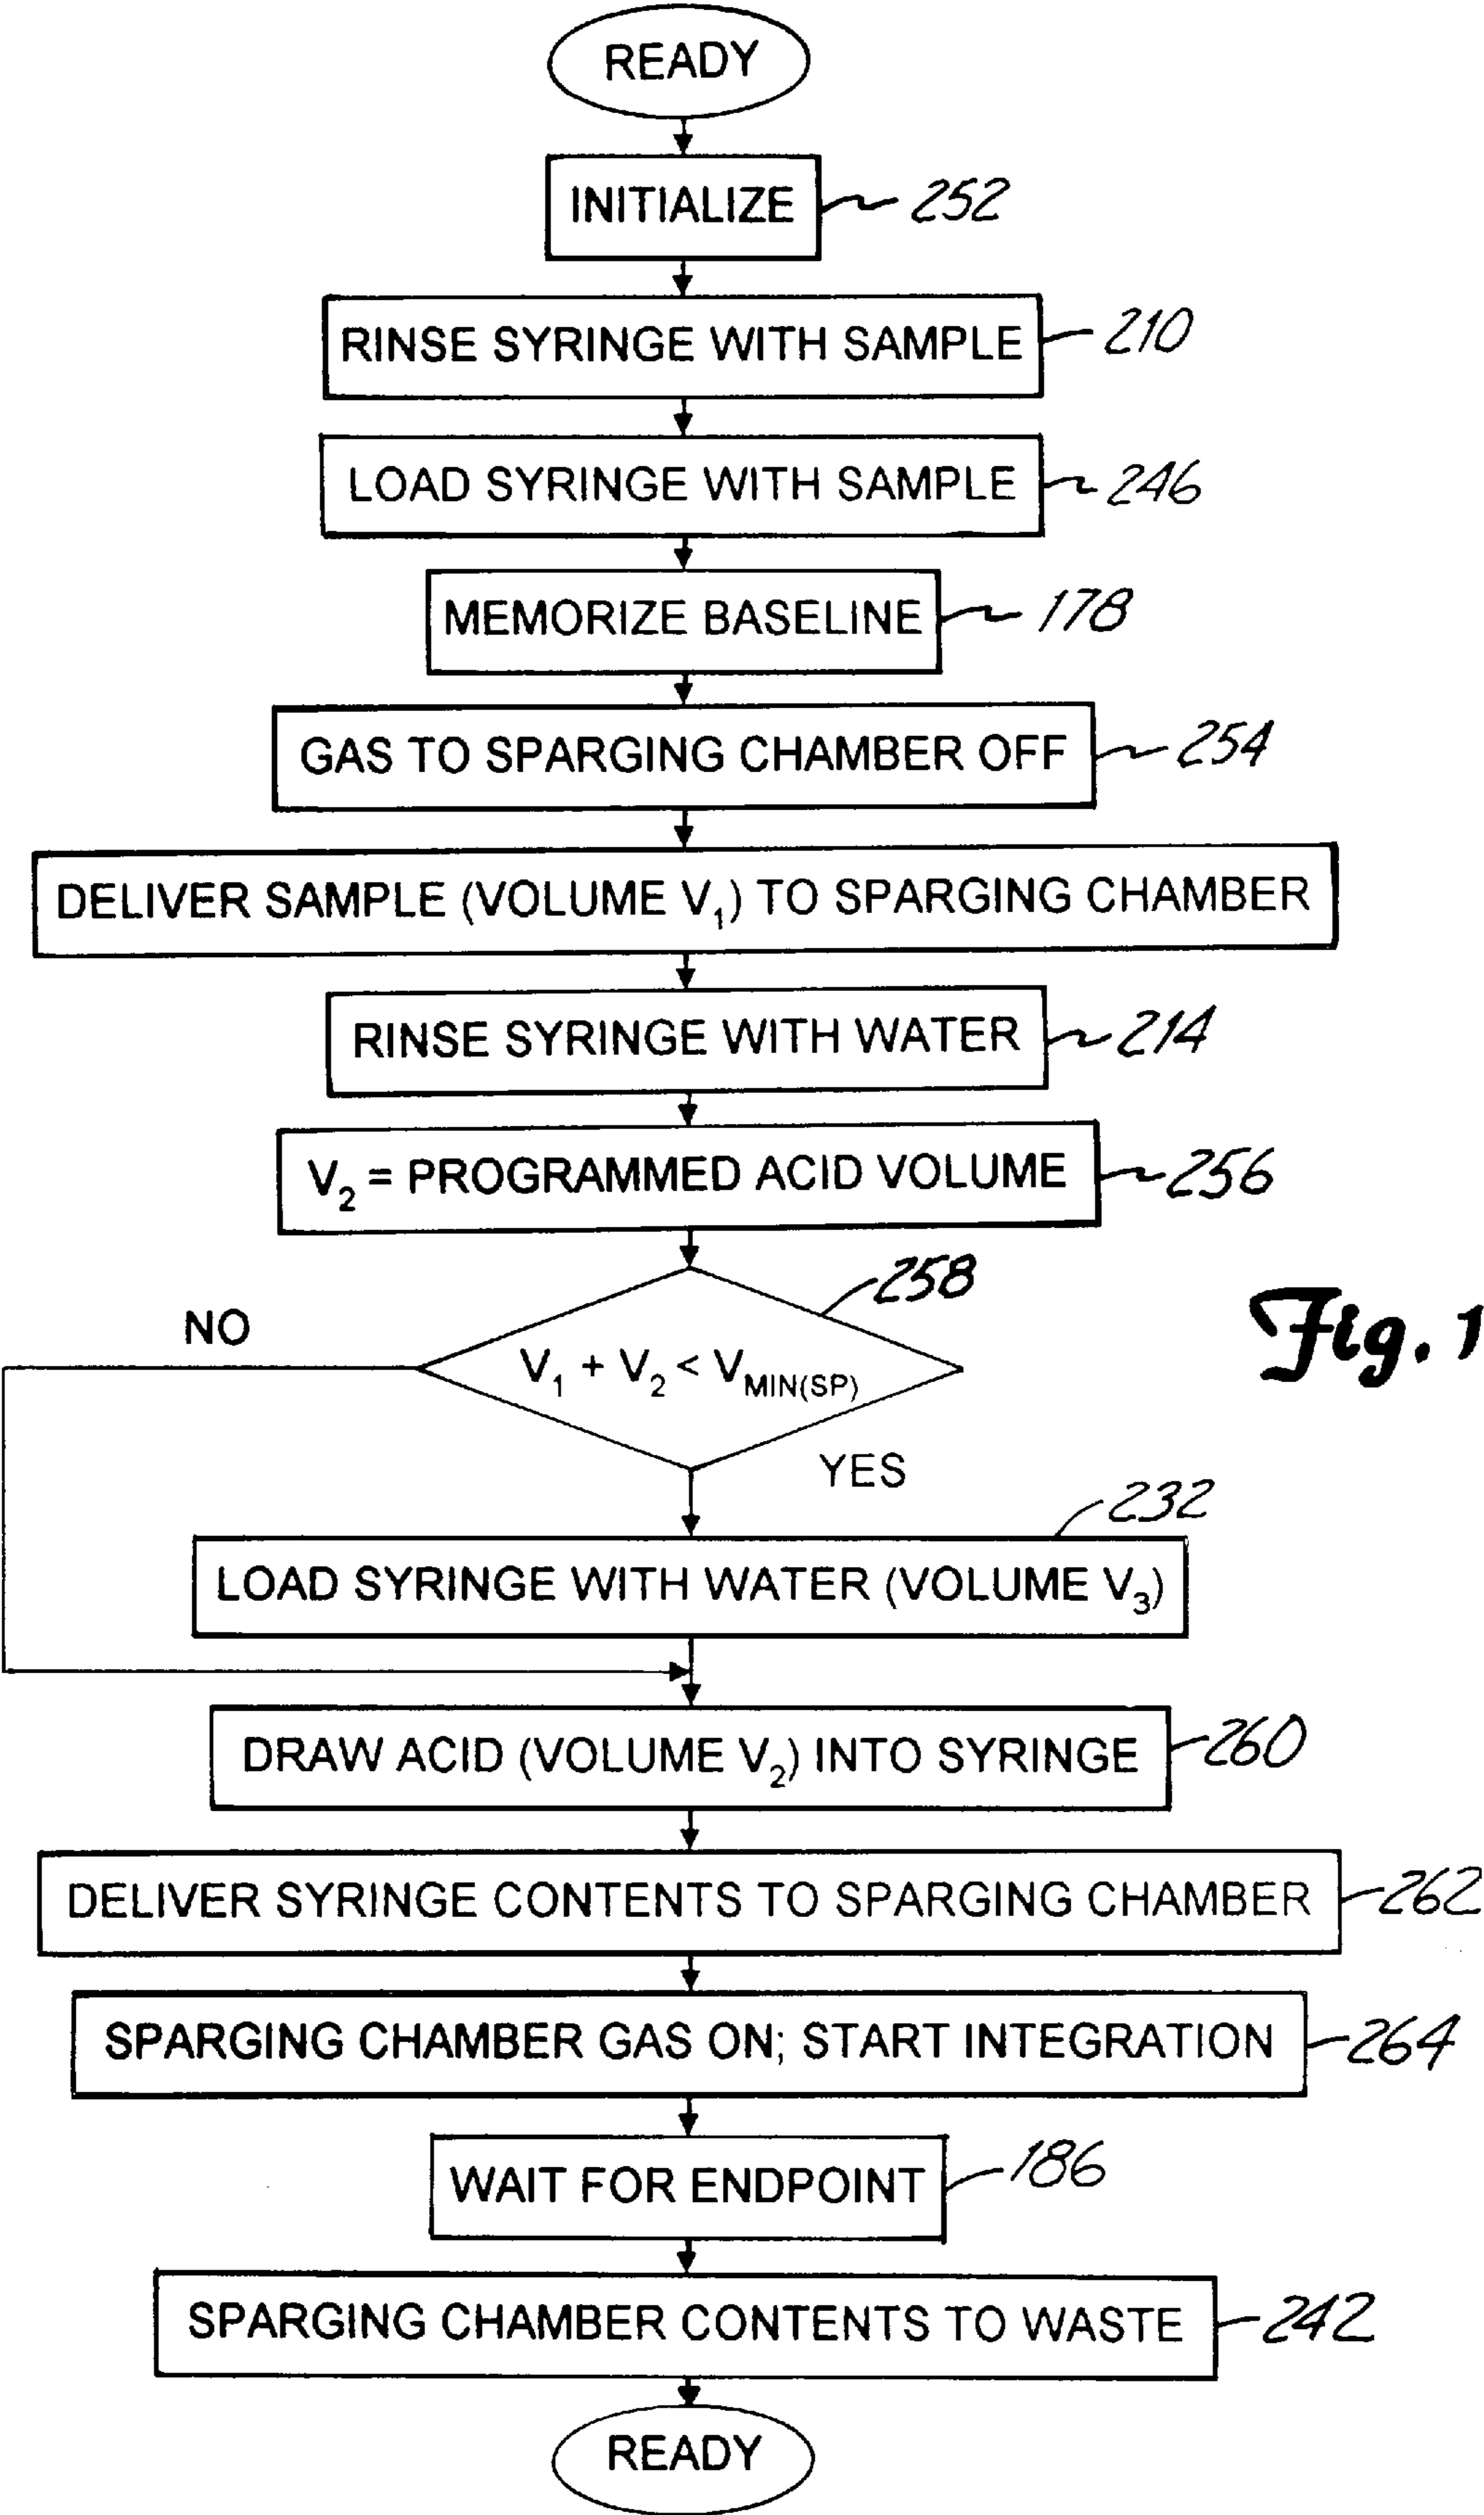 READY
INITIALIZE 252
RINSE SYRINGE WITH SAMPLE 210
LOAD SYRINGE WITH SAMPLE 246
MEMORIZE BASELINE 178
GAS TO SPARGING CHAMBER OFF 254
DELIVER SAMPLE (VOLUME V₁) TO SPARGING CHAMBER
RINSE SYRINGE WITH WATER 214
V₂ = PROGRAMMED ACID VOLUME 256
258
NO
Fig. 1
V₁ + V₂ < V_MIN(SP)
YES
232
LOAD SYRINGE WITH WATER (VOLUME V₃)
DRAW ACID (VOLUME V₂) INTO SYRINGE 260
DELIVER SYRINGE CONTENTS TO SPARGING CHAMBER 262
SPARGING CHAMBER GAS ON; START INTEGRATION 264
WAIT FOR ENDPOINT 186
SPARGING CHAMBER CONTENTS TO WASTE 242
READY